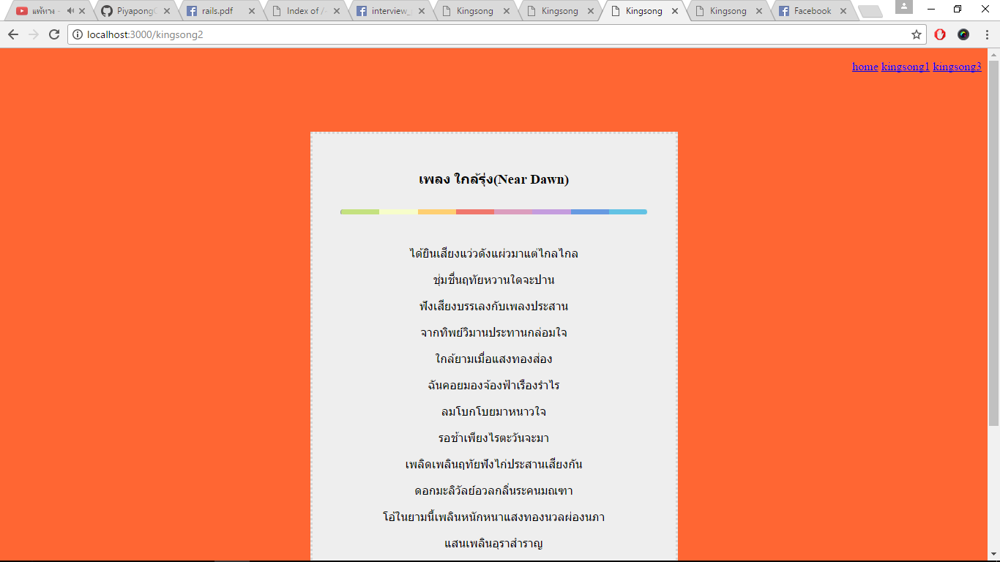 แพ้ทาง -
PiyapongC
rails.pdf
Index of /
interview_
Kingsong
Kingsong
Kingsong
Kingsong
Facebook
localhost:3000/kingsong2
home kingsong1 kingsong3
เพลง ใกล้รุ่ง(Near Dawn)
ได้ยินเสียงแว่วดังแผ่วมาแต่ไกลไกล
ชุ่มชื่นฤทัยหวานใดจะปาน
ฟังเสียงบรรเลงกับเพลงประสาน
จากทิพย์วิมานประทานกล่อมใจ
ใกล้ยามเมื่อแสงทองส่อง
ฉันคอยมองจ้องฟ้าเรืองรำไร
ลมโบกโบยมาหนาวใจ
รอช้าเพียงไรตะวันจะมา
เพลิดเพลินฤทัยฟังไก่ประสานเสียงกัน
ดอกมะลิวัลย์อวลกลิ่นระคนมณฑา
โอ้ในยามนี้เพลินหนักหนาแสงทองนวลผ่องนภา
แสนเพลินอุราสำราญ